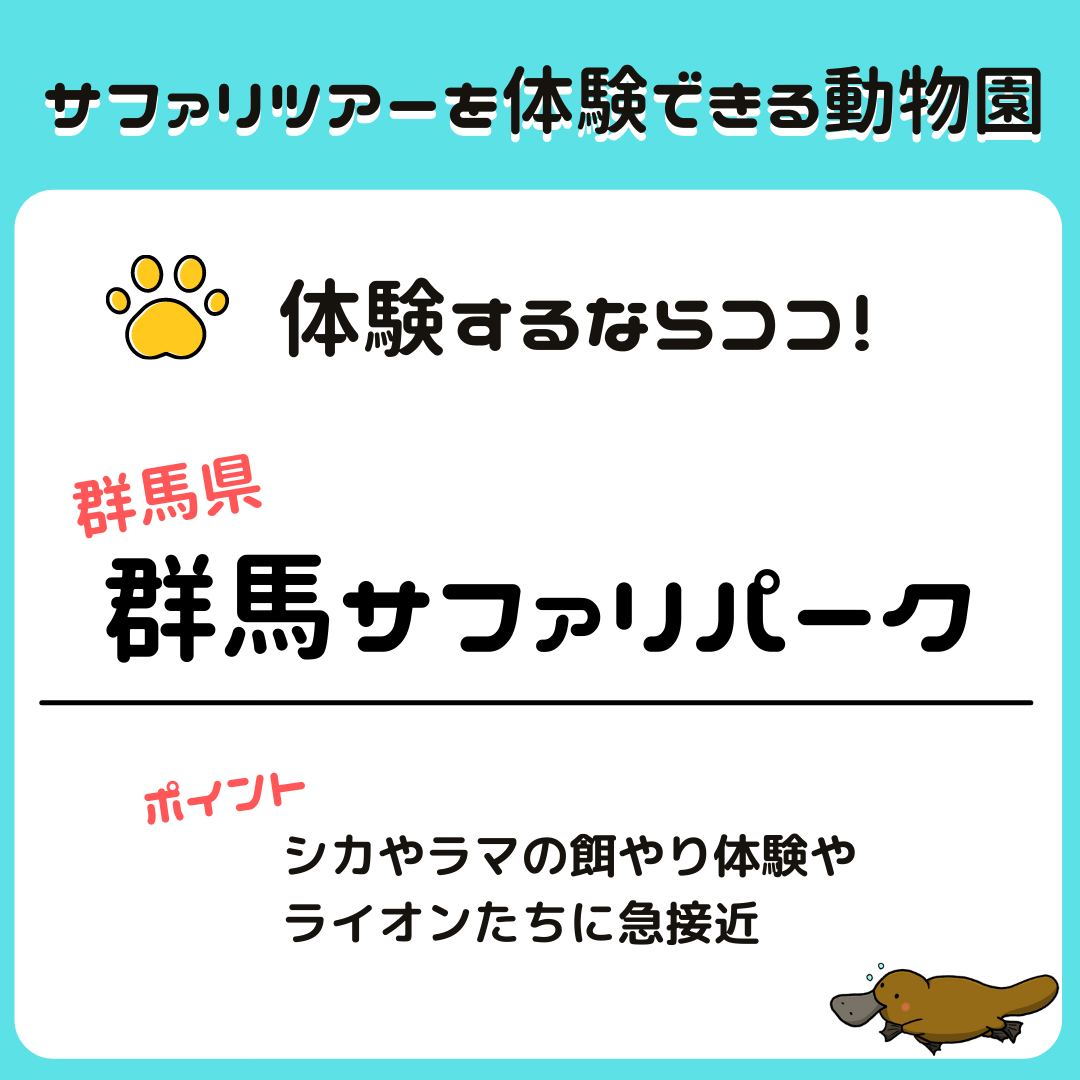 サファリツアーを体験できる動物園
体験するならココ!
群馬県
群馬サファリパーク
ポイント
シカやラマの餌やり体験や
ライオンたちに急接近